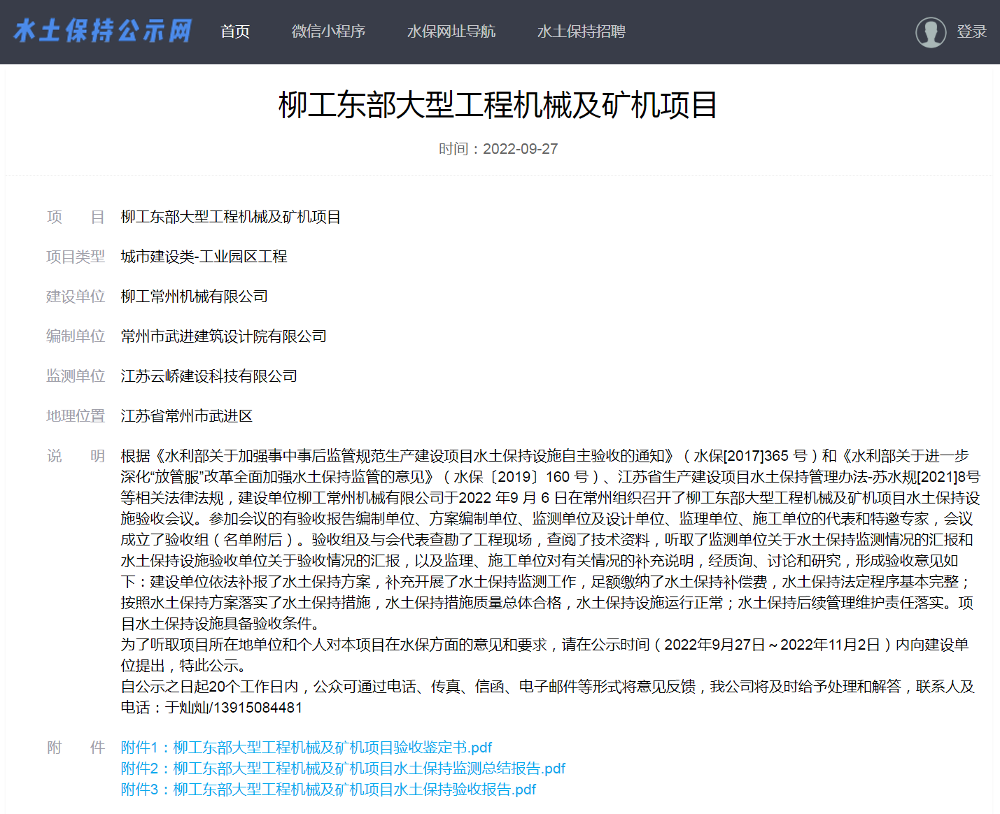 水土保持公示网 首页 微信小程序 水保网址导航 水土保持招聘 登录
柳工东部大型工程机械及矿机项目
时间：2022-09-27
项 目 柳工东部大型工程机械及矿机项目
项目类型 城市建设类-工业园区工程
建设单位 柳工常州机械有限公司
编制单位 常州市武进建筑设计院有限公司
监测单位 江苏云峤建设科技有限公司
地理位置 江苏省常州市武进区
说 明 根据《水利部关于加强事中事后监管规范生产建设项目水土保持设施自主验收的通知》（水保[2017]365 号）和《水利部关于进一步
深化“放管服”改革全面加强水土保持监管的意见》（水保〔2019〕160 号）、江苏省生产建设项目水土保持管理办法-苏水规[2021]8号
等相关法律法规，建设单位柳工常州机械有限公司于2022 年9 月 6 日在常州组织召开了柳工东部大型工程机械及矿机项目水土保持设
施验收会议。参加会议的有验收报告编制单位、方案编制单位、监测单位及设计单位、监理单位、施工单位的代表和特邀专家，会议
成立了验收组（名单附后）。验收组及与会代表查勘了工程现场，查阅了技术资料，听取了监测单位关于水土保持监测情况的汇报和
水土保持设施验收单位关于验收情况的汇报，以及监理、施工单位对有关情况的补充说明，经质询、讨论和研究，形成验收意见如
下：建设单位依法补报了水土保持方案，补充开展了水土保持监测工作，足额缴纳了水土保持补偿费，水土保持法定程序基本完整；
按照水土保持方案落实了水土保持措施，水土保持措施质量总体合格，水土保持设施运行正常；水土保持后续管理维护责任落实。项
目水土保持设施具备验收条件。
为了听取项目所在地单位和个人对本项目在水保方面的意见和要求，请在公示时间（2022年9月27日～2022年11月2日）内向建设单
位提出，特此公示。
自公示之日起20个工作日内，公众可通过电话、传真、信函、电子邮件等形式将意见反馈，我公司将及时给予处理和解答，联系人及
电话：于灿灿/13915084481
附 件 附件1：柳工东部大型工程机械及矿机项目验收鉴定书.pdf
附件2：柳工东部大型工程机械及矿机项目水土保持监测总结报告.pdf
附件3：柳工东部大型工程机械及矿机项目水土保持验收报告.pdf